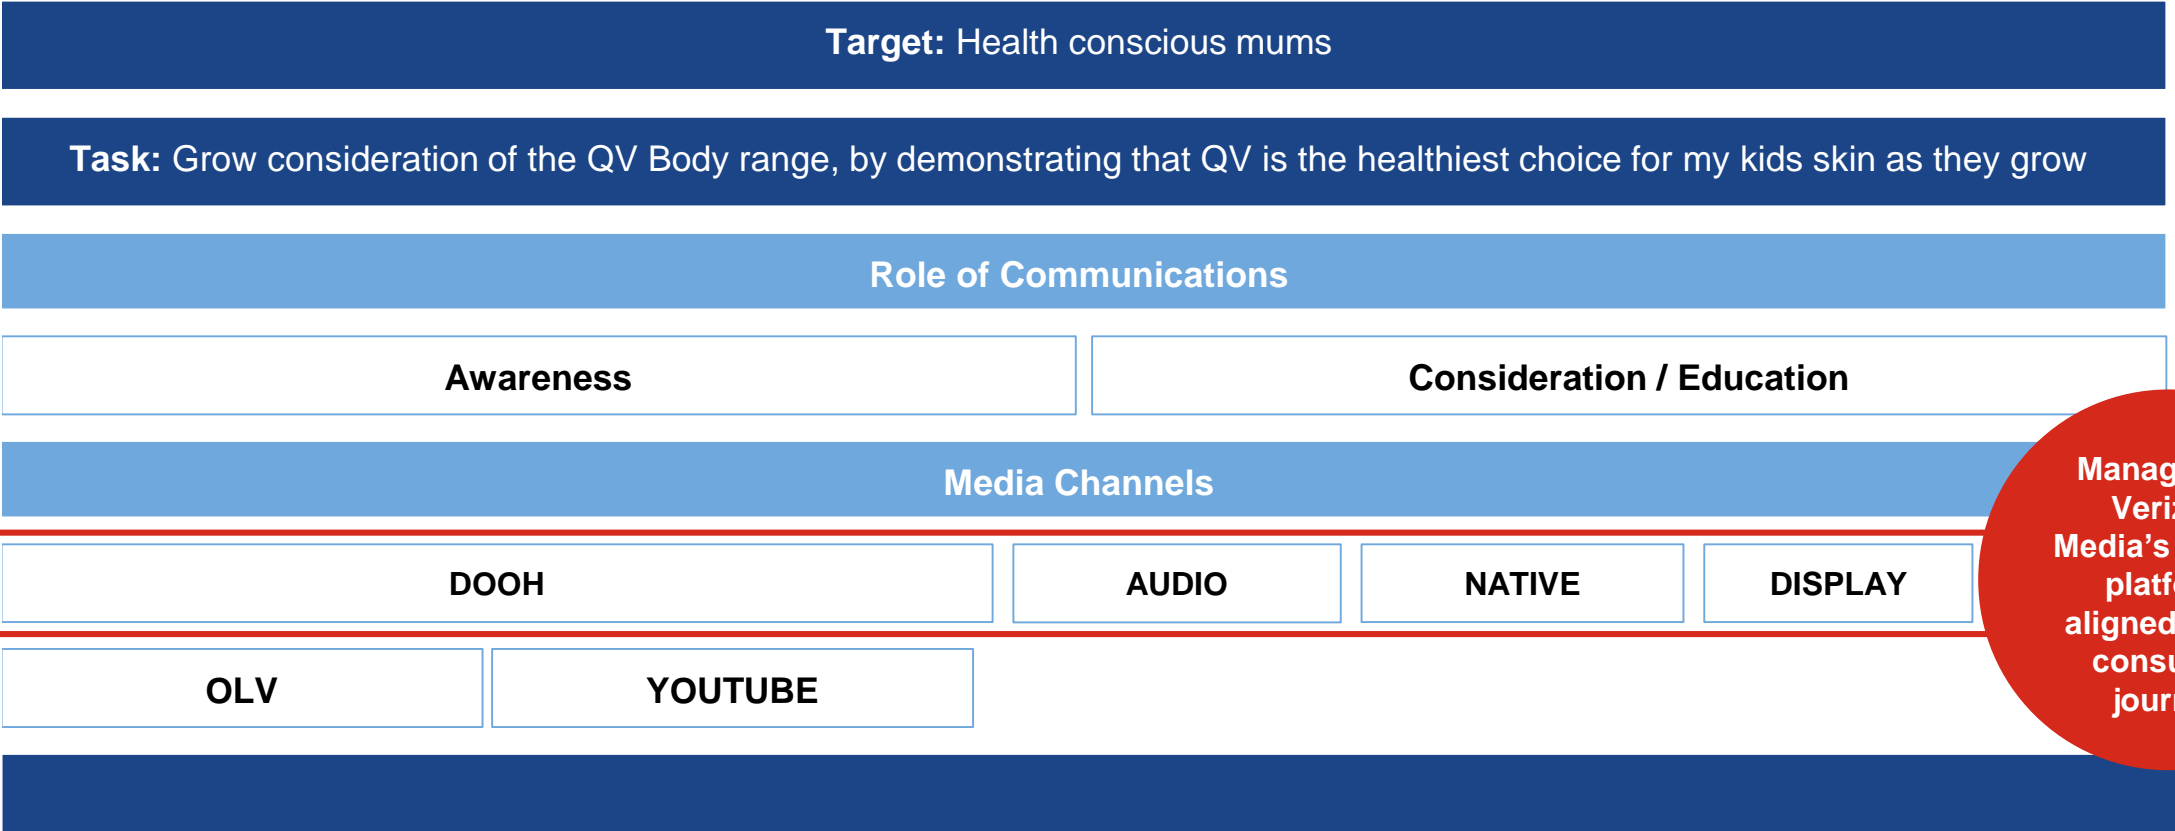 Target: Health conscious mums
Task: Grow consideration of the QV Body range, by demonstrating that QV is the healthiest choice for my kids skin as they grow
Role of Communications
Awareness
Consideration / Education
Media Channels
DOOH
AUDIO
NATIVE
DISPLAY
OLV
YOUTUBE
Media's
aligned